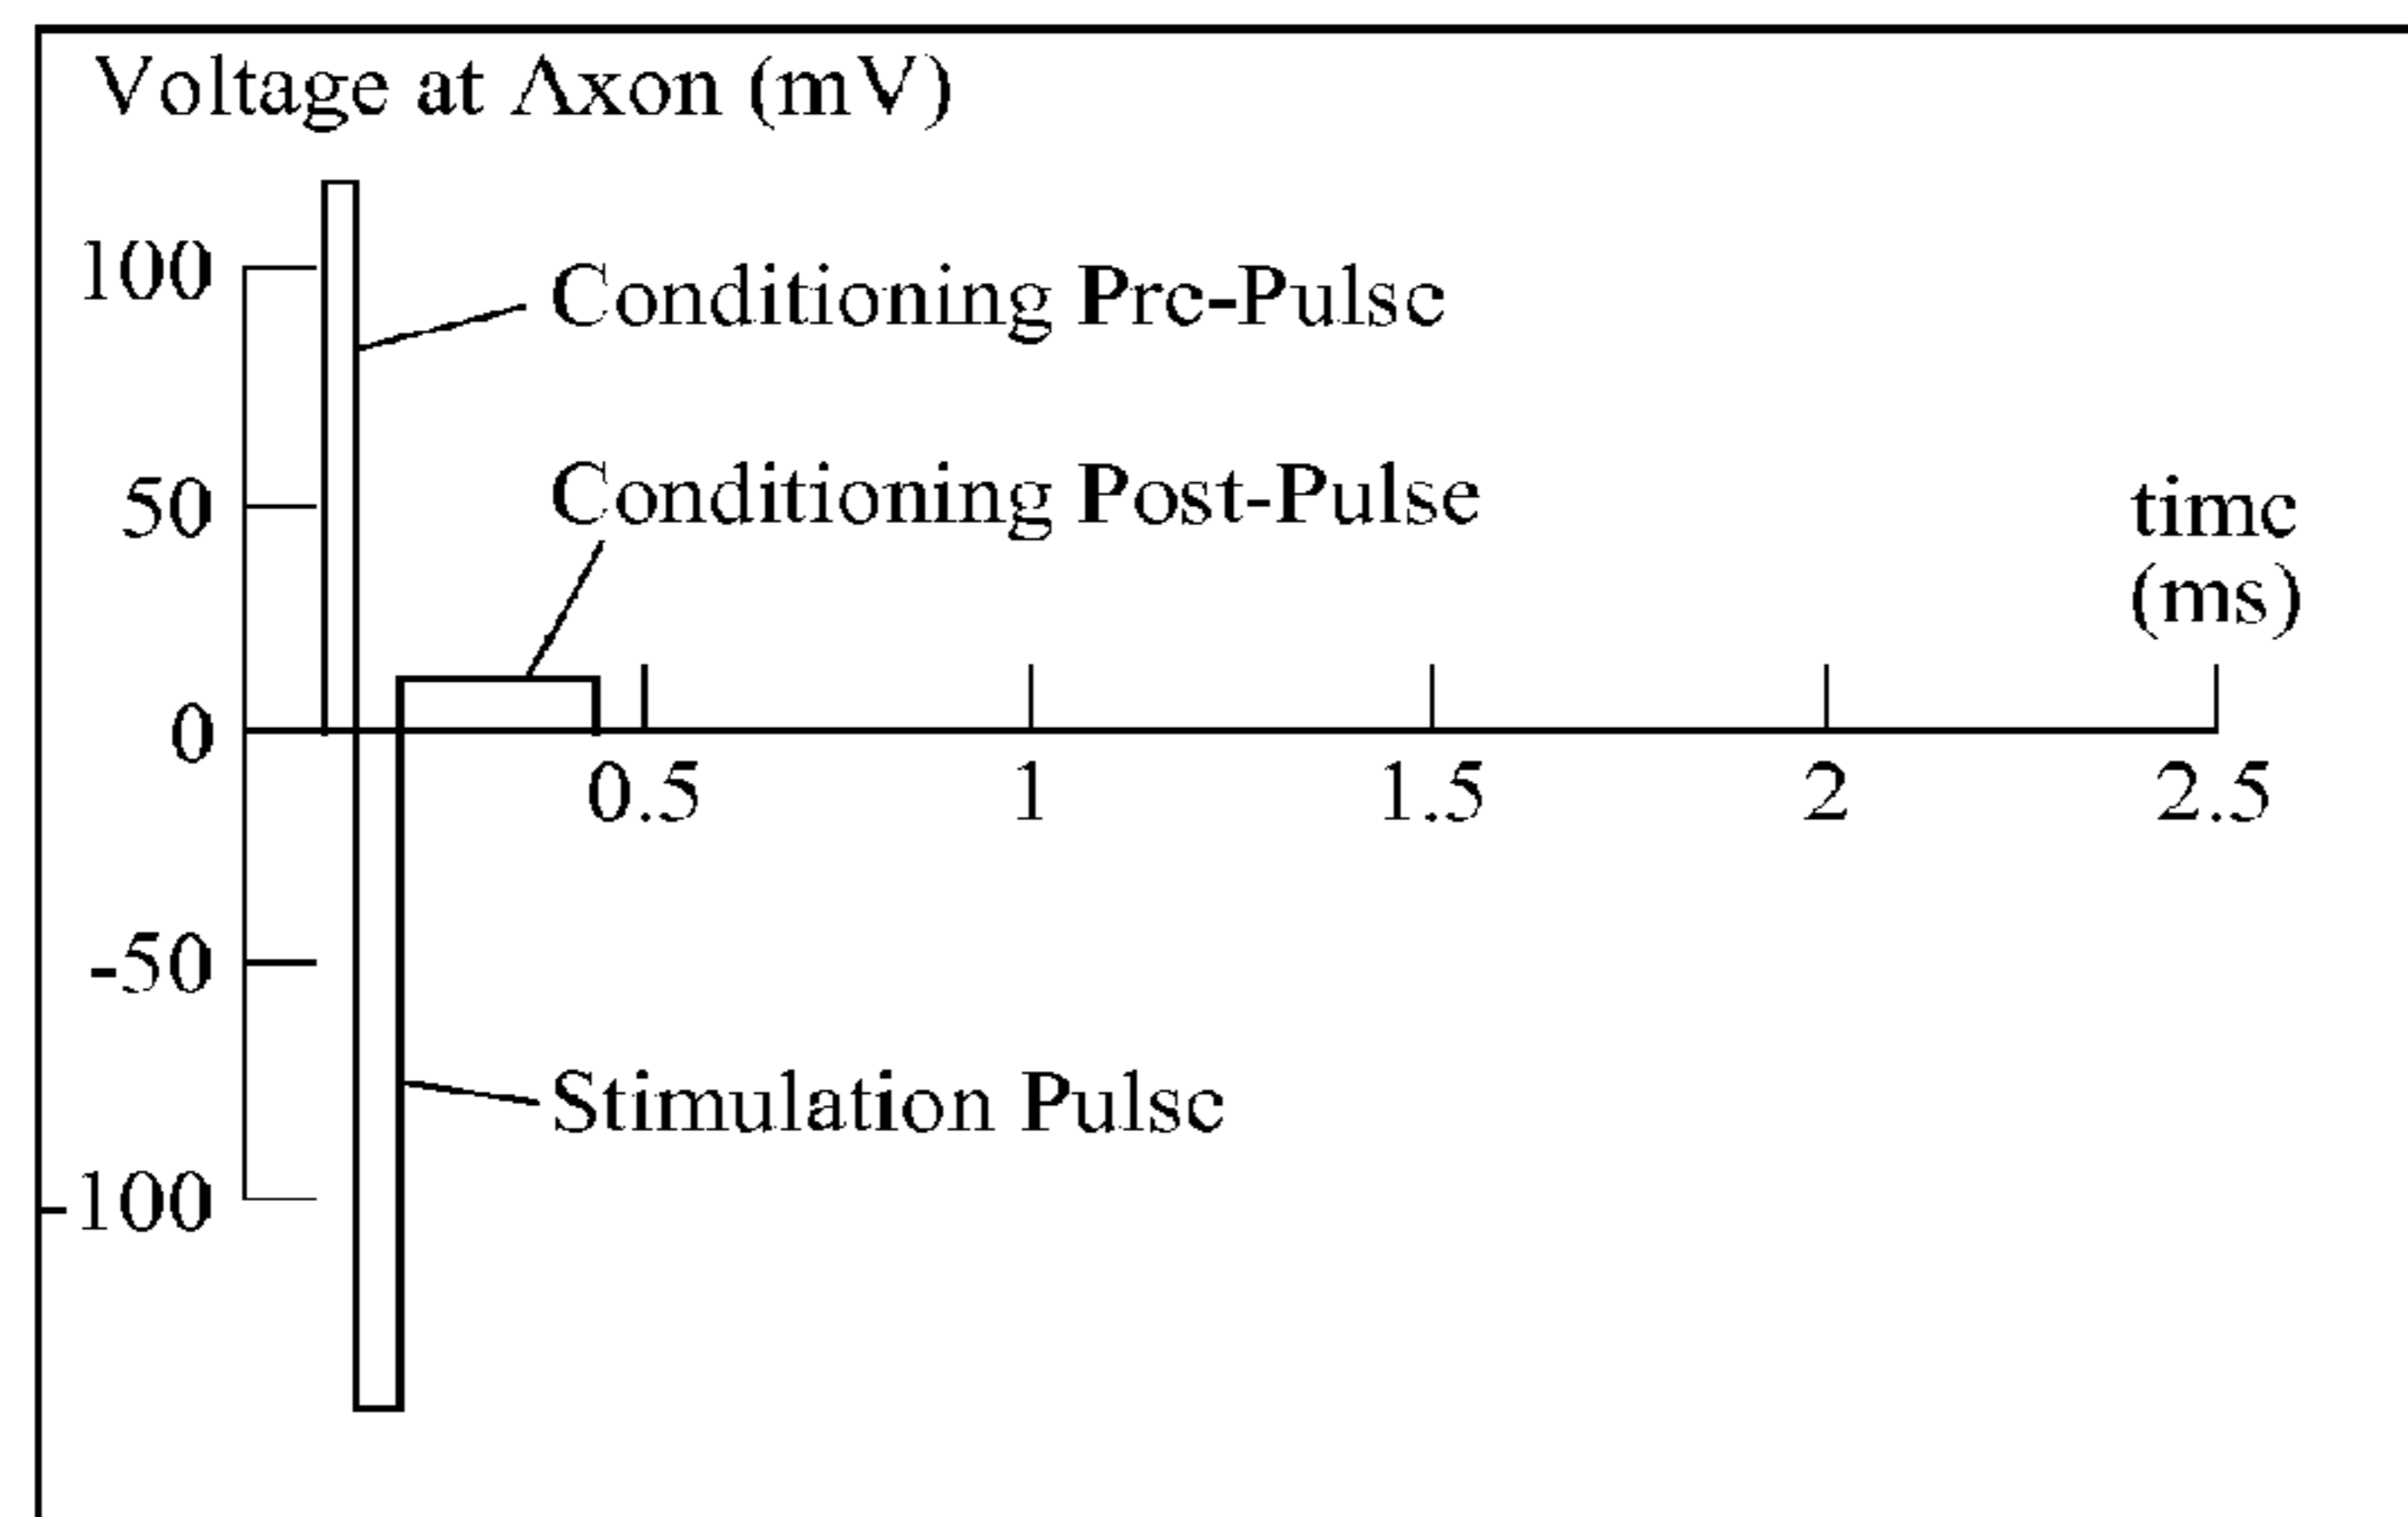 Voltage at Axon (mV)
100
Conditioning Pre-Pulse
50
Conditioning Post-Pulse
time
(ms)
0
0.5
1
1.5
2
2.5
-50
Stimulation Pulse
-100